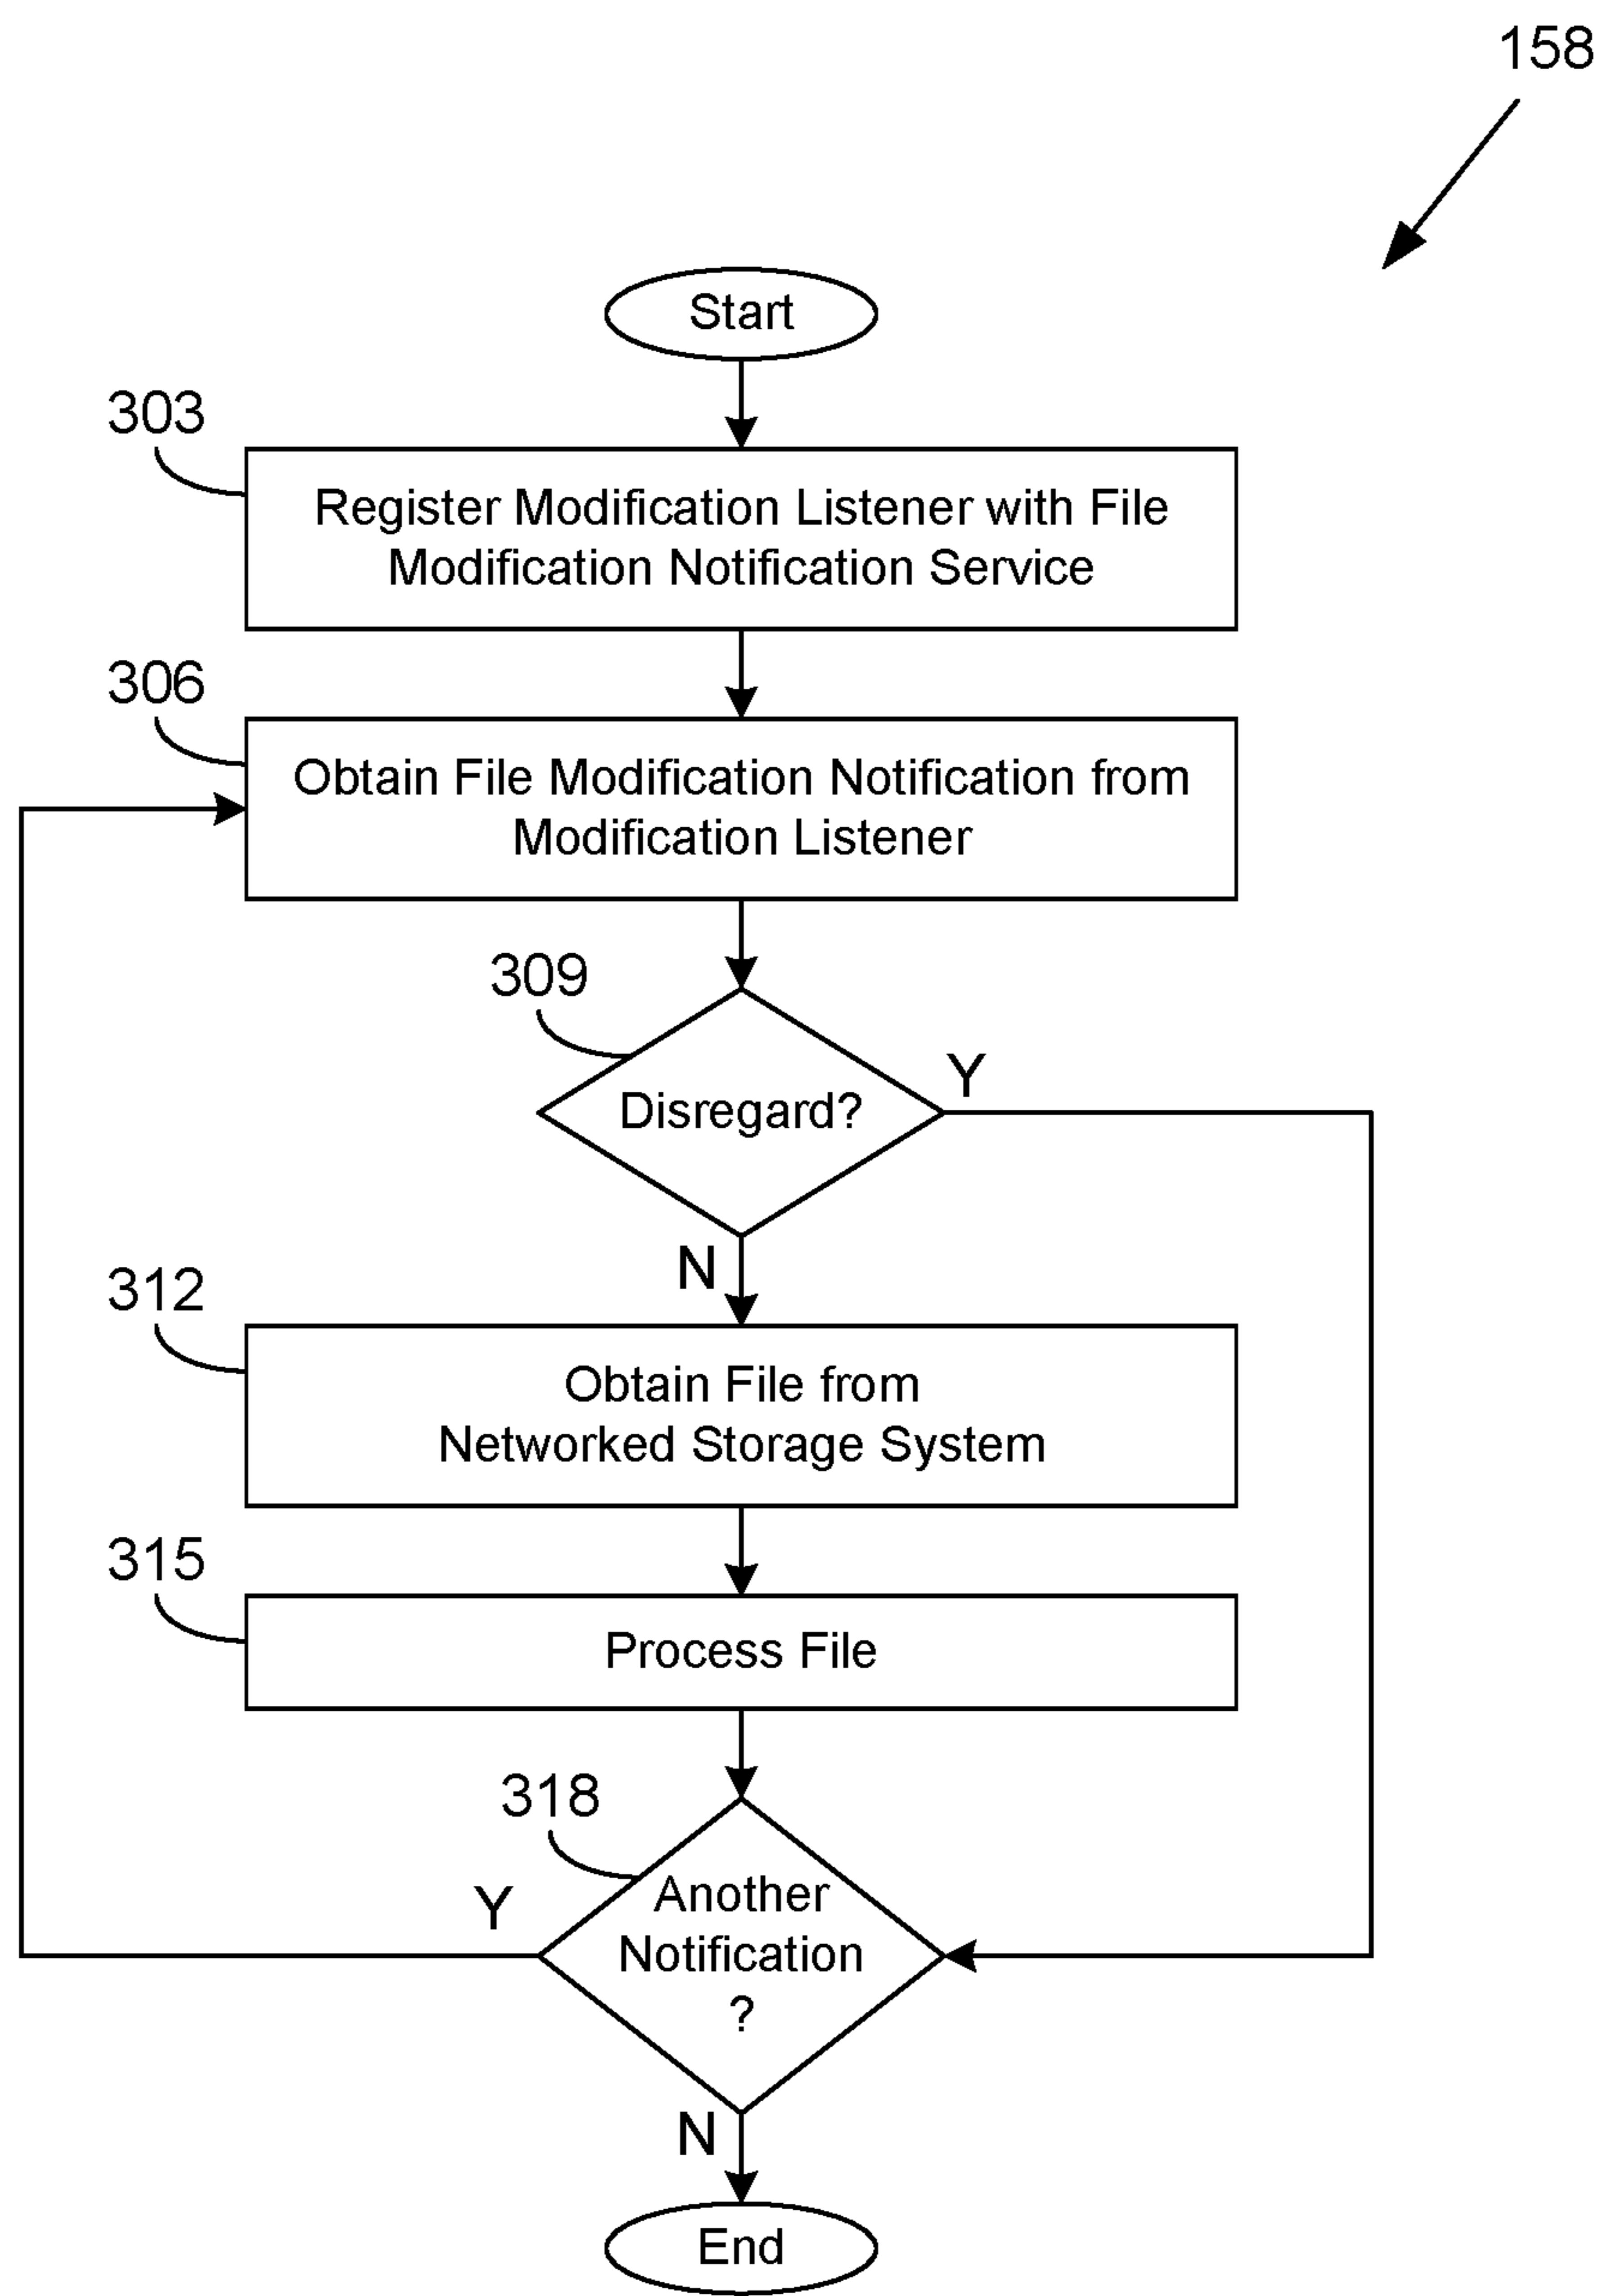 158
Start
303
Register Modification Listener with File
Modification Notification Service
306
Obtain File Modification Notification from
Modification Listener
309
Disregard?
Y
N
312
Obtain File from
Networked Storage System
315
Process File
318
Another
Notification
?
Y
N
End